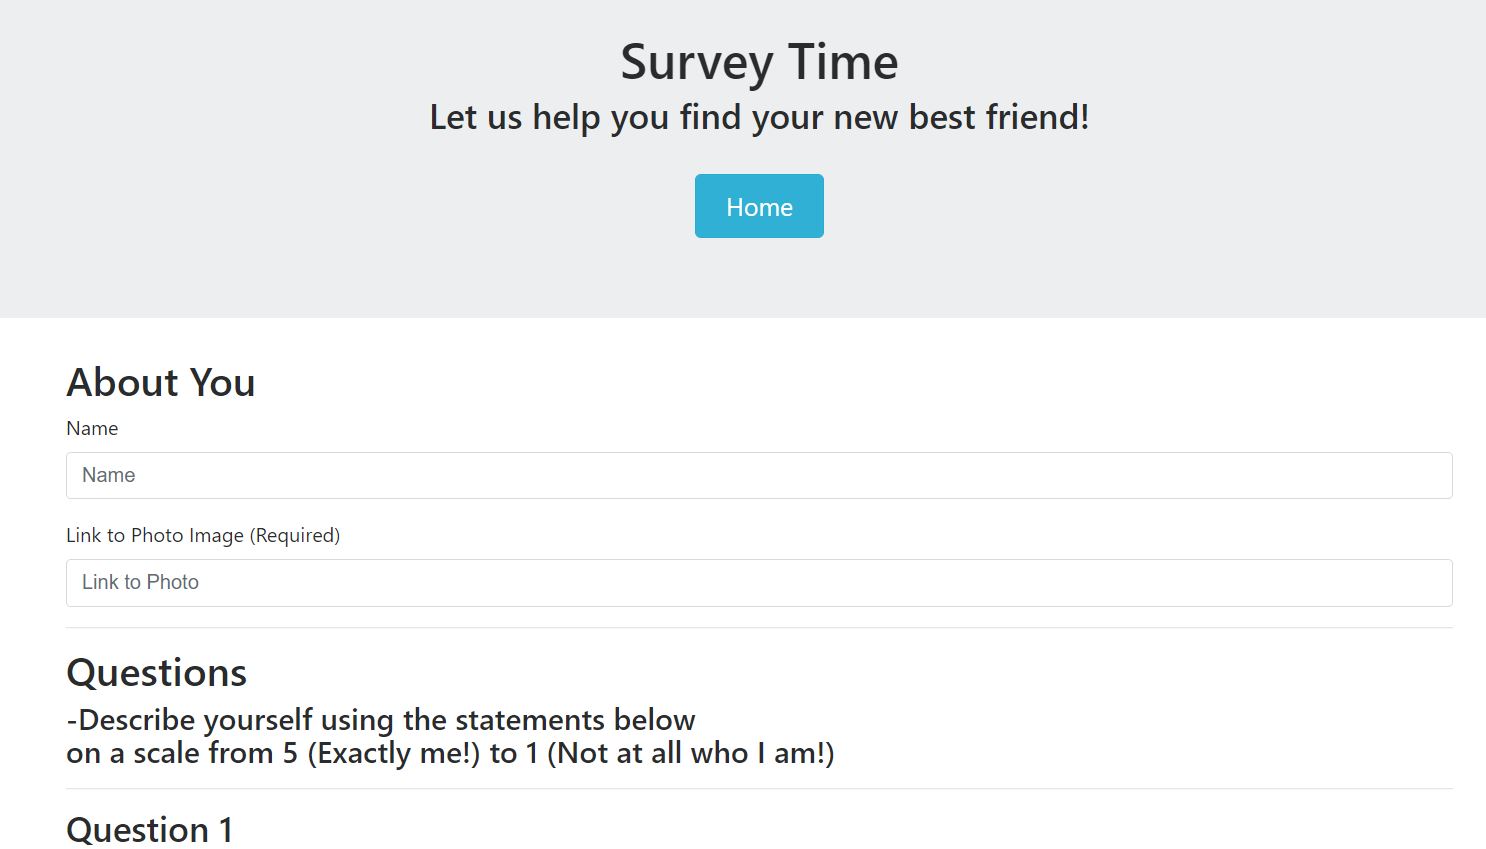 Survey Time
Let us help you find your new best friend!
Home
About You
Name
Name
Link to Photo Image (Required)
Link to Photo
Questions
-Describe yourself using the statements below
on a scale from 5 (Exactly me!) to 1 (Not at all who I am!)
Question 1